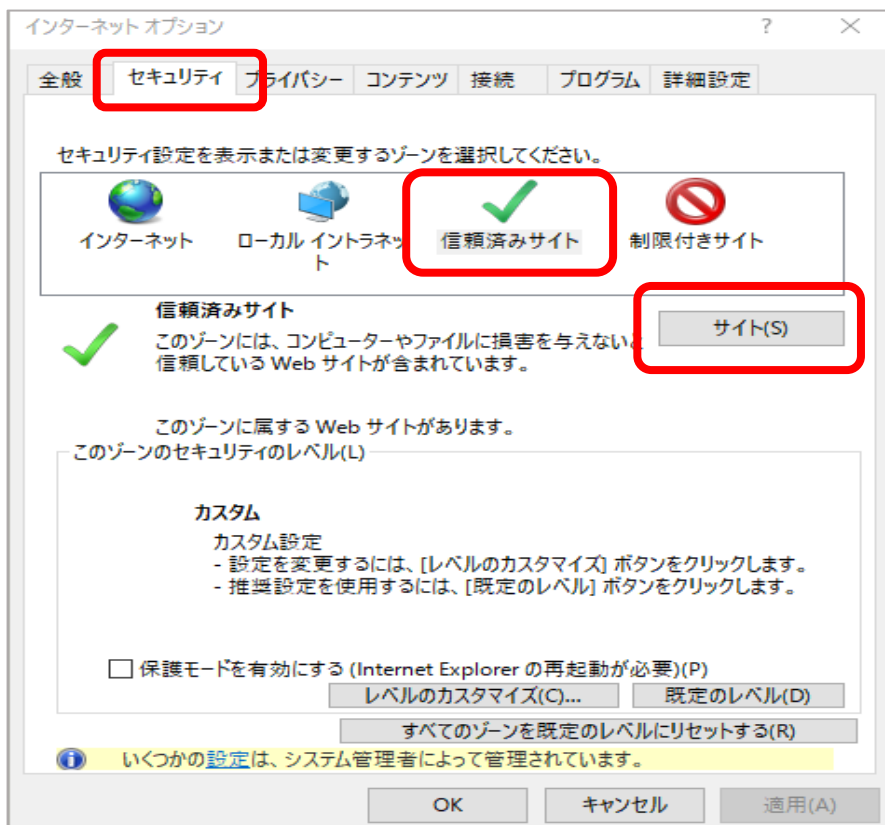 インターネット オプション
?
全般 セキュリティ プライバシー コンテンツ 接続 プログラム 詳細設定
セキュリティ設定を表示または変更するゾーンを選択してください。
インターネット
ローカル イントラネッ
ト
信頼済みサイト
制限付きサイト
信頼済みサイト
サイト(S)
このゾーンには、コンピューターやファイルに損害を与えないと
信頼している Web サイトが含まれています。
このゾーンに属する Web サイトがあります。
このゾーンのセキュリティのレベル(L)
カスタム
カスタム設定
- 設定を変更するには、[レベルのカスタマイズ] ボタンをクリックします。
- 推奨設定を使用するには、[既定のレベル] ボタンをクリックします。
保護モードを有効にする (Internet Explorer の再起動が必要)(P)
レベルのカスタマイズ(C)... 既定のレベル(D)
すべてのゾーンを既定のレベルにリセットする(R)
いくつかの設定は、システム管理者によって管理されています。
OK キャンセル 適用(A)